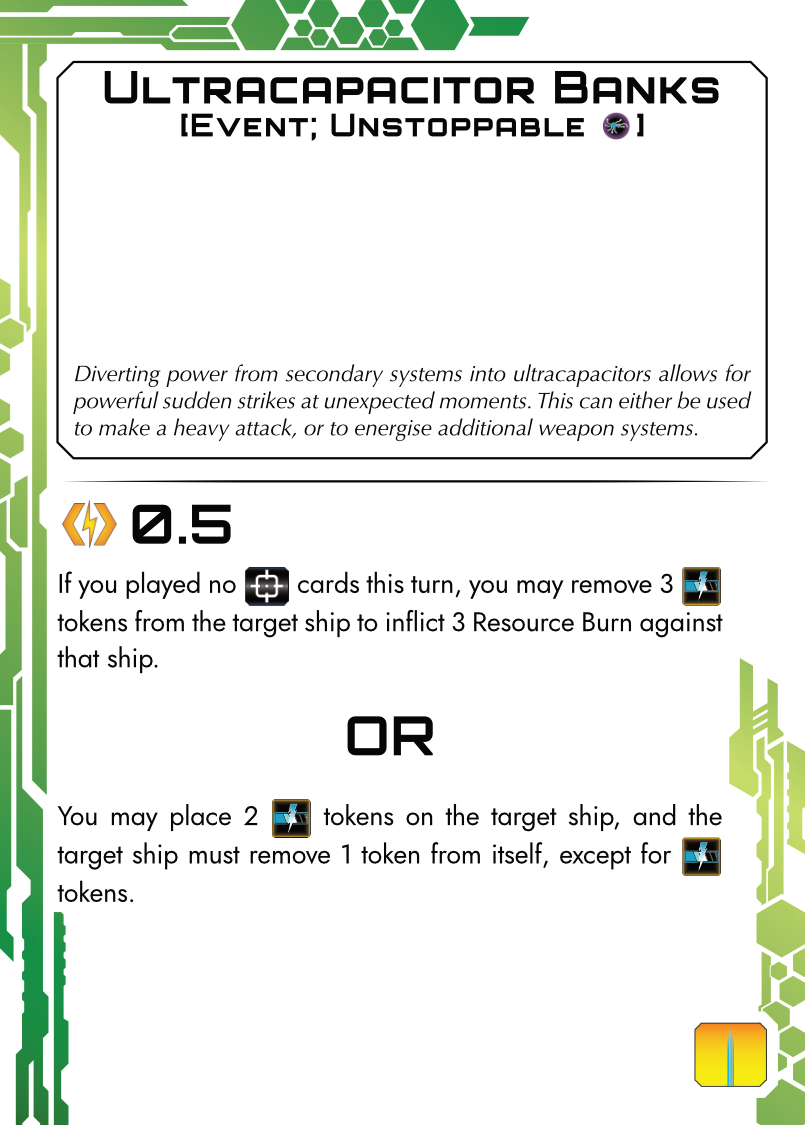 Ultracapacitor Banks
[Event; Unstoppable ]
Diverting power from secondary systems into ultracapacitors allows for
powerful sudden strikes at unexpected moments. This can either be used
to make a heavy attack, or to energise additional weapon systems.
0.5
If you played no cards this turn, you may remove 3
tokens from the target ship to inflict 3 Resource Burn against
that ship.
OR
You may place 2 tokens on the target ship, and the
target ship must remove 1 token from itself, except for
tokens.